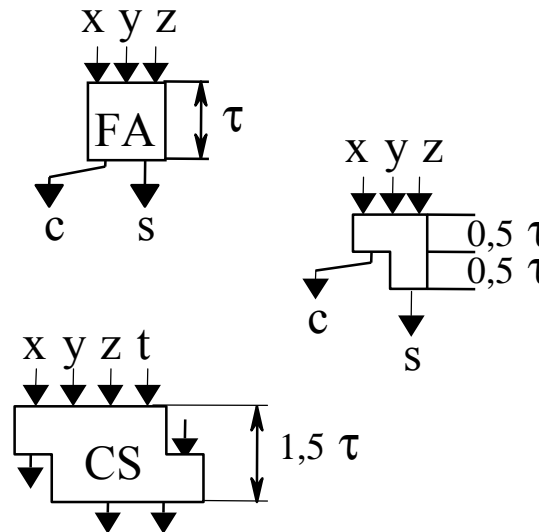 x y z
FA
τ
c s
x y z
0,5 τ
0,5 τ
c
s
x y z t
CS
1,5 τ